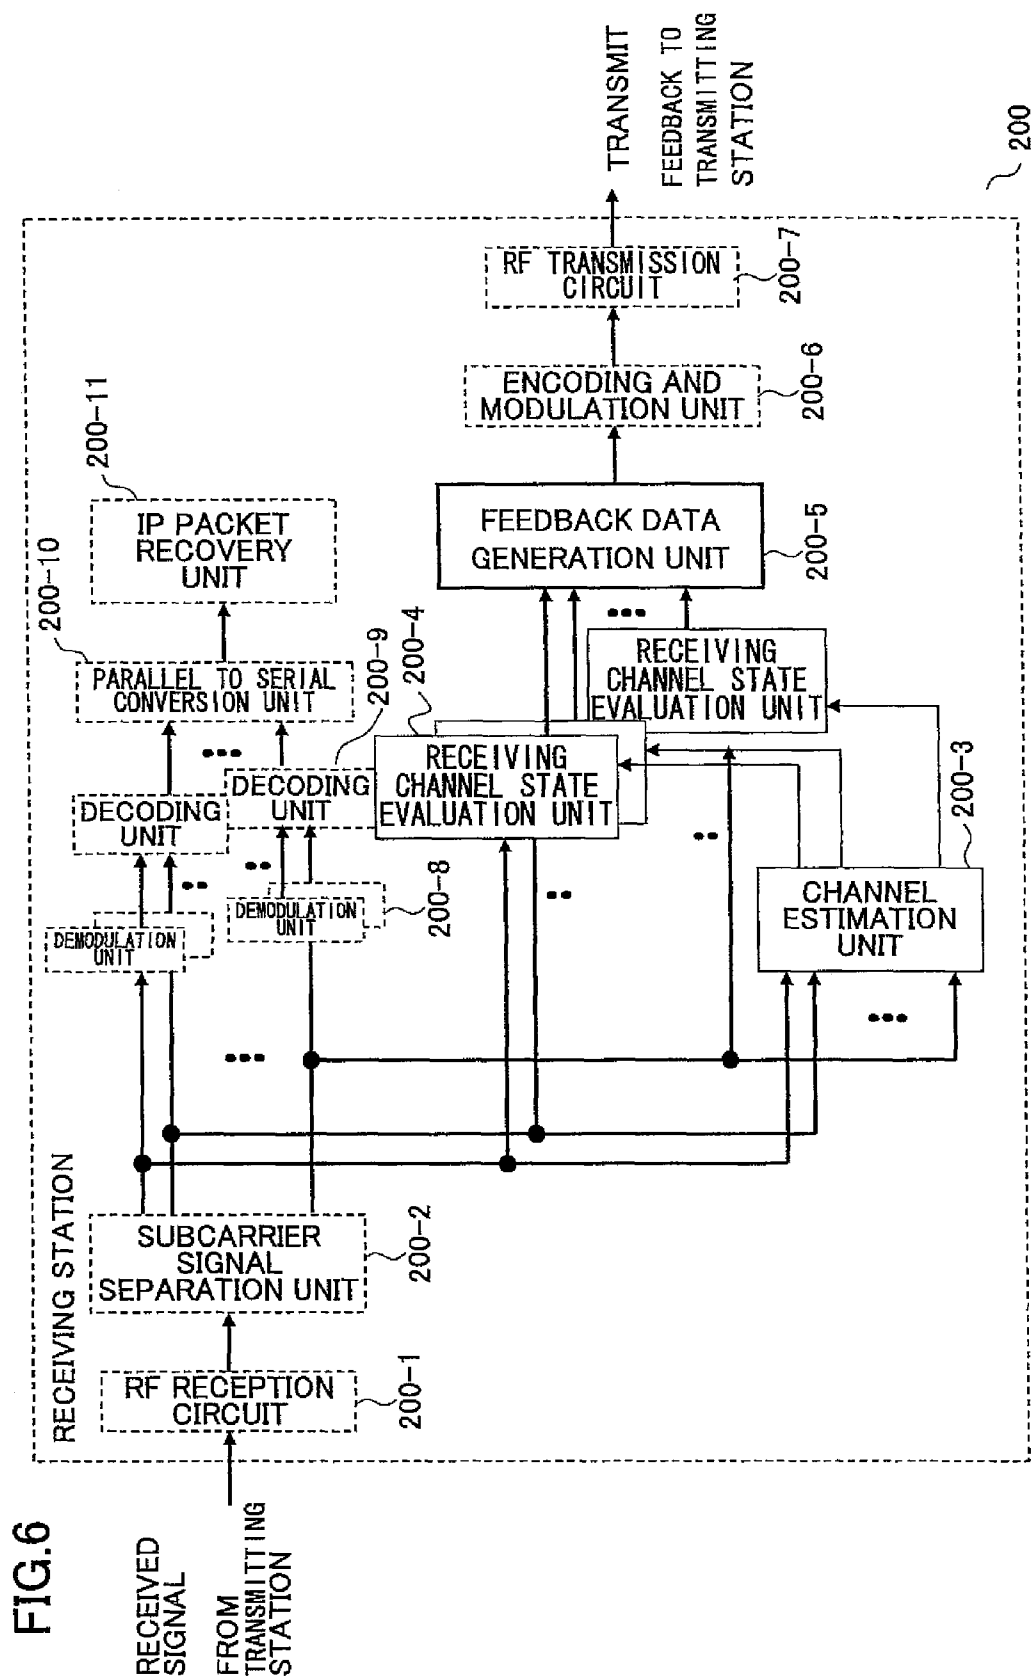 FIG.6
RECEIVED
SIGNAL
FROM
TRANSMITTING
STATION
RECEIVING STATION
RF RECEPTION
CIRCUIT
200-1
SUBCARRIER
SIGNAL
SEPARATION UNIT
200-2
DEMODULATION
UNIT
DEMODULATION
UNIT
200-8
DECODING
UNIT
DECODING
UNIT
200-9
PARALLEL TO SERIAL
CONVERSION UNIT
200-10
IP PACKET
RECOVERY
UNIT
200-11
CHANNEL
ESTIMATION
UNIT
200-3
RECEIVING
CHANNEL STATE
EVALUATION UNIT
200-4
RECEIVING
CHANNEL STATE
EVALUATION UNIT
FEEDBACK DATA
GENERATION UNIT
200-5
ENCODING AND
MODULATION UNIT
200-6
RF TRANSMISSION
CIRCUIT
200-7
TRANSMIT
FEEDBACK TO
TRANSMITTING
STATION
200